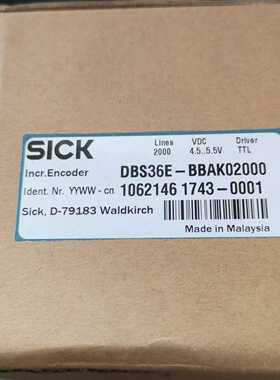 SICK
Lines VDC Driver
2000 4.5..5.5V TTL
Incr.Encoder DBS36E-BBAK02000
Ident. Nr. YYWW - cn 1062146 1743-0001
Sick, D-79183 Waldkirch
Made in Malaysia